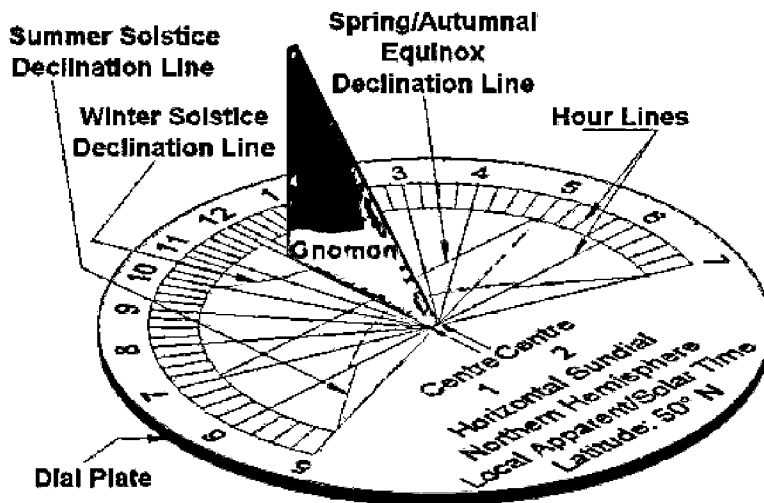 Summer Solstice
Declination Line
Winter Solstice
Declination Line
Spring/Autumnal
Equinox
Declination Line
Hour Lines
Gnomon
1
12
11
10
9
8
7
6
5
3
4
5
6
7
Centre Centre
1 2
Horizontal Sundial
Northern Hemisphere
Local Apparent/Solar Time
Latitude: 50° N
Dial Plate